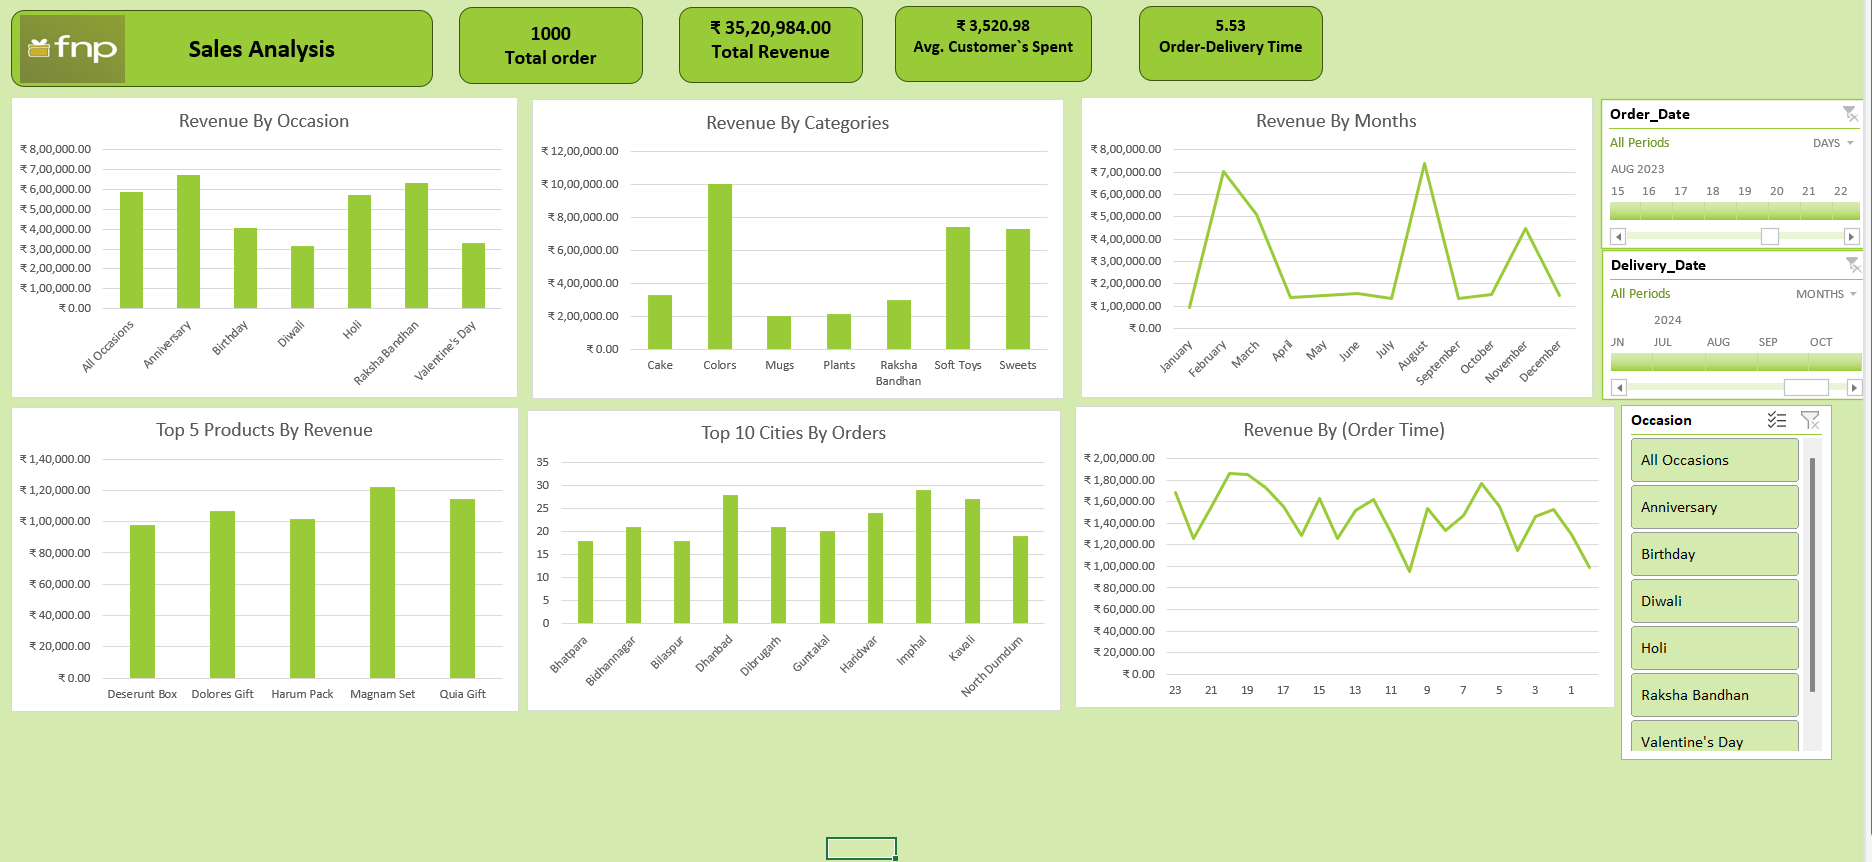 fnp
Sales Analysis
1000
Total order
₹ 35,20,984.00
Total Revenue
₹ 3,520.98
Avg. Customer`s Spent
5.53
Order-Delivery Time
Revenue By Occasion
₹ 8,00,000.00
₹ 7,00,000.00
₹ 6,00,000.00
₹ 5,00,000.00
₹ 4,00,000.00
₹ 3,00,000.00
₹ 2,00,000.00
₹ 1,00,000.00
₹ 0.00
All Occasions
Anniversary
Birthday
Diwali
Holi
Raksha Bandhan
Valentine's Day
Revenue By Categories
₹ 12,00,000.00
₹ 10,00,000.00
₹ 8,00,000.00
₹ 6,00,000.00
₹ 4,00,000.00
₹ 2,00,000.00
₹ 0.00
Cake Colors Mugs Plants Raksha Soft Toys Sweets
Bandhan
Revenue By Months
₹ 8,00,000.00
₹ 7,00,000.00
₹ 6,00,000.00
₹ 5,00,000.00
₹ 4,00,000.00
₹ 3,00,000.00
₹ 2,00,000.00
₹ 1,00,000.00
₹ 0.00
January
February
March
April
May
June
July
August
September
October
November
December
Order_Date
All Periods DAYS
AUG 2023
15 16 17 18 19 20 21 22
Delivery_Date
All Periods MONTHS
2024
JN JUL AUG SEP OCT
Top 5 Products By Revenue
₹ 1,40,000.00
₹ 1,20,000.00
₹ 1,00,000.00
₹ 80,000.00
₹ 60,000.00
₹ 40,000.00
₹ 20,000.00
₹ 0.00
Deserunt Box Dolores Gift Harum Pack Magnam Set Quia Gift
Top 10 Cities By Orders
35
30
25
20
15
10
5
0
Bhatpara
Bidhannagar
Bilaspur
Dhanbad
Dibrugarh
Guntakal
Haridwar
Imphal
Kavali
North Dumdum
Revenue By (Order Time)
₹ 2,00,000.00
₹ 1,80,000.00
₹ 1,60,000.00
₹ 1,40,000.00
₹ 1,20,000.00
₹ 1,00,000.00
₹ 80,000.00
₹ 60,000.00
₹ 40,000.00
₹ 20,000.00
₹ 0.00
23 21 19 17 15 13 11 9 7 5 3 1
Occasion
All Occasions
Anniversary
Birthday
Diwali
Holi
Raksha Bandhan
Valentine's Day